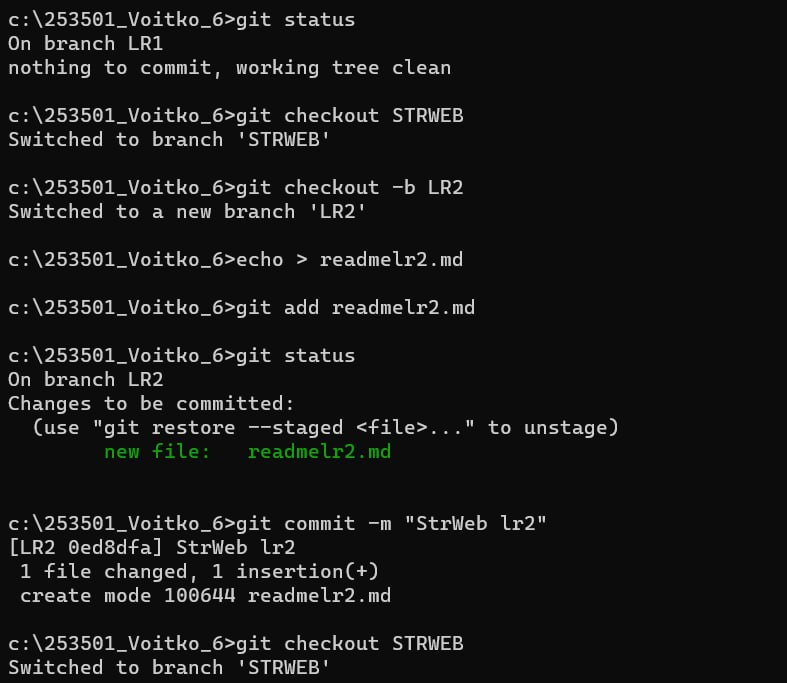 c:\253501_Voitko_6>git status
On branch LR1
nothing to commit, working tree clean
c:\253501_Voitko_6>git checkout STRWEB
Switched to branch 'STRWEB'
c:\253501_Voitko_6>git checkout -b LR2
Switched to a new branch 'LR2'
c:\253501_Voitko_6>echo > readmelr2.md
c:\253501_Voitko_6>git add readmelr2.md
c:\253501_Voitko_6>git status
On branch LR2
Changes to be committed:
  (use "git restore --staged <file>..." to unstage)
        new file:   readmelr2.md
c:\253501_Voitko_6>git commit -m "StrWeb lr2"
[LR2 0ed8dfa] StrWeb lr2
 1 file changed, 1 insertion(+)
 create mode 100644 readmelr2.md
c:\253501_Voitko_6>git checkout STRWEB
Switched to branch 'STRWEB'